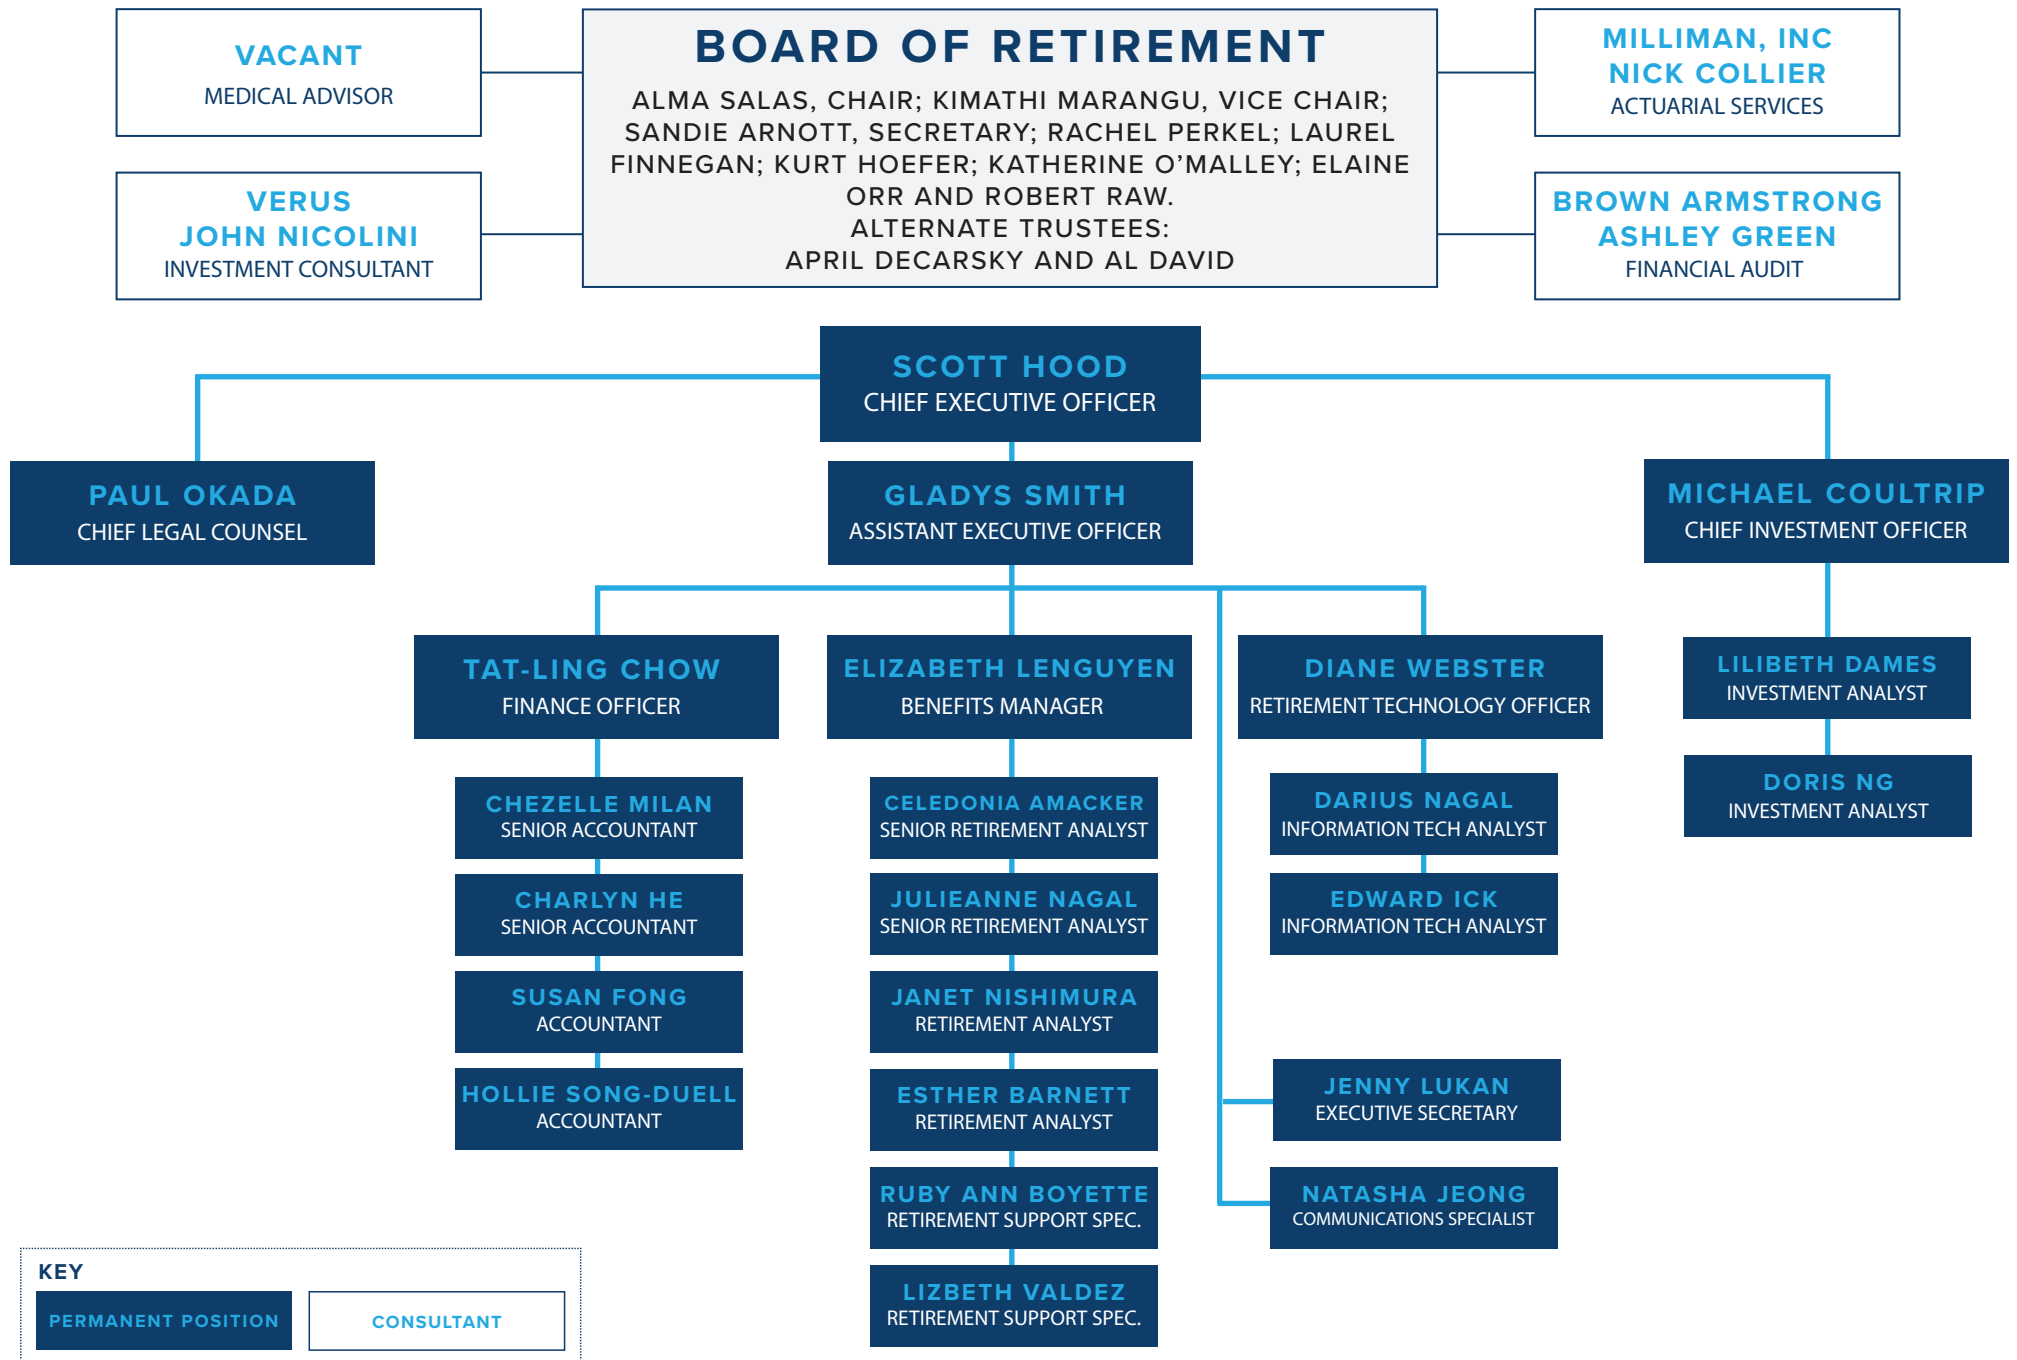 VACANT
MEDICAL ADVISOR
VERUS
JOHN NICOLINI
INVESTMENT CONSULTANT
BOARD OF RETIREMENT
ALMA SALAS, CHAIR; KIMATHI MARANGU, VICE CHAIR;
SANDIE ARNOTT, SECRETARY; RACHEL PERKEL; LAUREL
FINNEGAN; KURT HOEFER; KATHERINE O’MALLEY; ELAINE
ORR AND ROBERT RAW.
ALTERNATE TRUSTEES:
APRIL DECARSKY AND AL DAVID
MILLIMAN, INC
NICK COLLIER
ACTUARIAL SERVICES
BROWN ARMSTRONG
ASHLEY GREEN
FINANCIAL AUDIT
SCOTT HOOD
CHIEF EXECUTIVE OFFICER
PAUL OKADA
CHIEF LEGAL COUNSEL
GLADYS SMITH
ASSISTANT EXECUTIVE OFFICER
MICHAEL COULTRIP
CHIEF INVESTMENT OFFICER
TAT-LING CHOW
FINANCE OFFICER
CHEZELLE MILAN
SENIOR ACCOUNTANT
CHARLYN HE
SENIOR ACCOUNTANT
SUSAN FONG
ACCOUNTANT
HOLLIE SONG-DUELL
ACCOUNTANT
ELIZABETH LENGUYEN
BENEFITS MANAGER
CELEDONIA AMACKER
SENIOR RETIREMENT ANALYST
JULIEANNE NAGAL
SENIOR RETIREMENT ANALYST
JANET NISHIMURA
RETIREMENT ANALYST
ESTHER BARNETT
RETIREMENT ANALYST
RUBY ANN BOYETTE
RETIREMENT SUPPORT SPEC.
LIZBETH VALDEZ
RETIREMENT SUPPORT SPEC.
DIANE WEBSTER
RETIREMENT TECHNOLOGY OFFICER
DARIUS NAGAL
INFORMATION TECH ANALYST
EDWARD ICK
INFORMATION TECH ANALYST
JENNY LUKAN
EXECUTIVE SECRETARY
NATASHA JEONG
COMMUNICATIONS SPECIALIST
LILIBETH DAMES
INVESTMENT ANALYST
DORIS NG
INVESTMENT ANALYST
KEY
PERMANENT POSITION
CONSULTANT